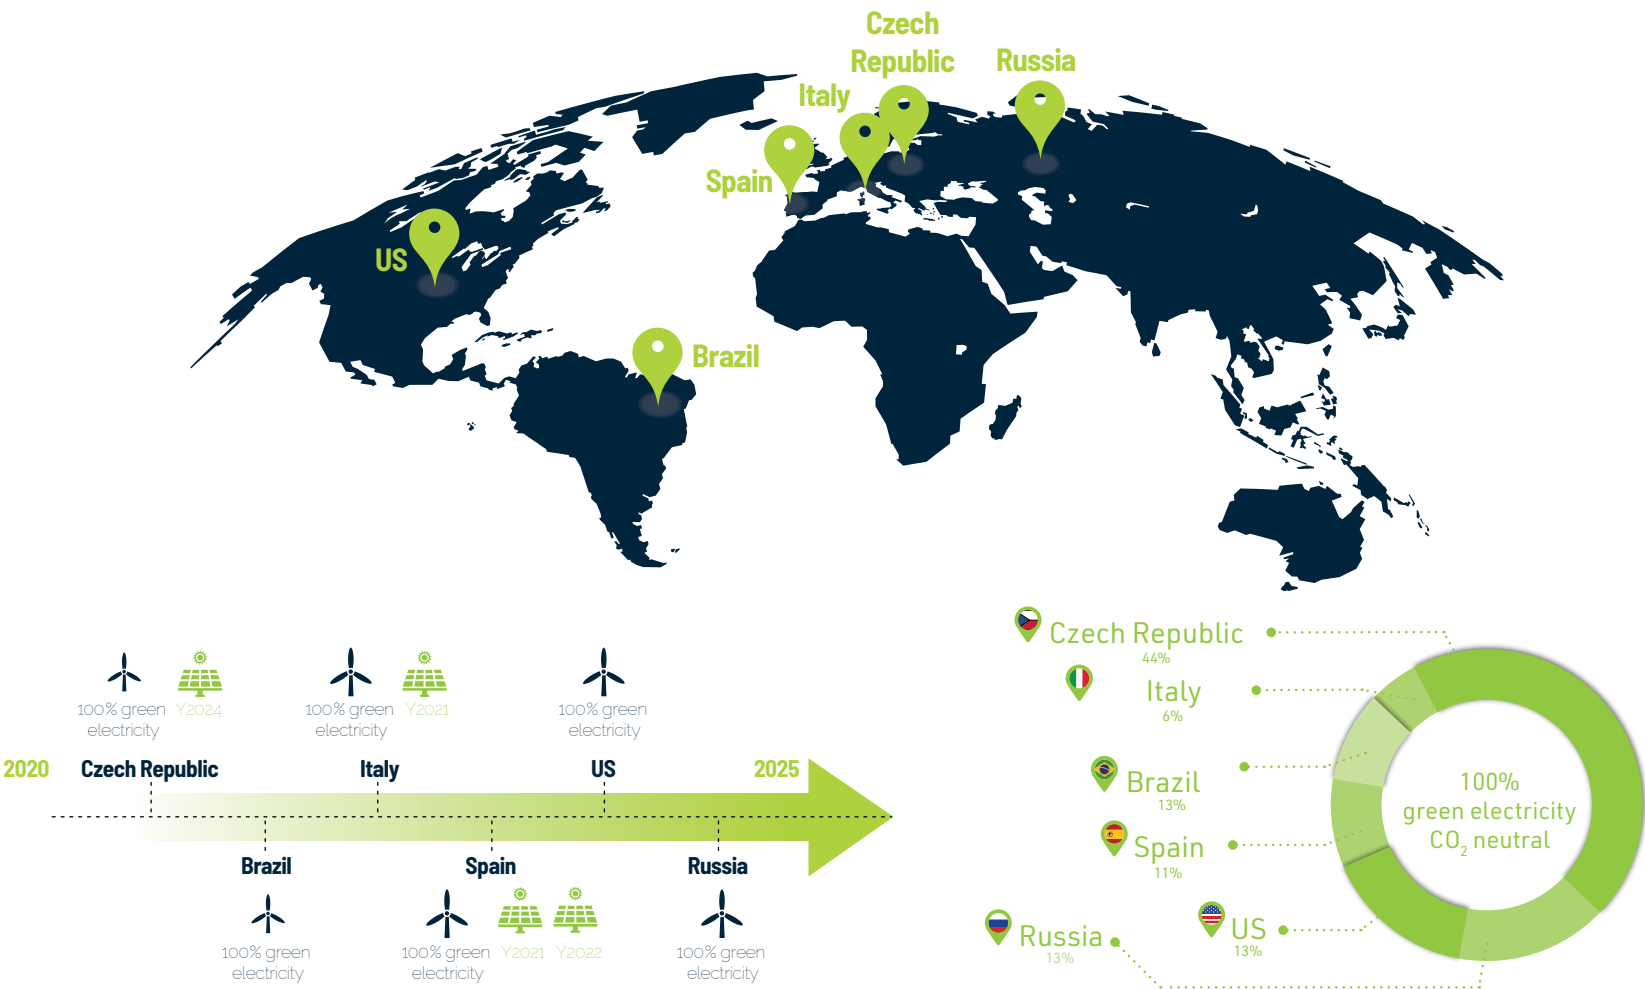 Czech
Republic
Russia
Italy
Spain
US
Brazil
100% green
electricity
Y2024
100% green
electricity
Y2021
100% green
electricity
2020
Czech Republic
Italy
US
2025
Brazil
Spain
Russia
100% green
electricity
100% green
electricity
Y2021
Y2022
100% green
electricity
Czech Republic
44%
Italy
6%
Brazil
13%
Spain
11%
US
13%
Russia
13%
100%
green electricity
CO2 neutral